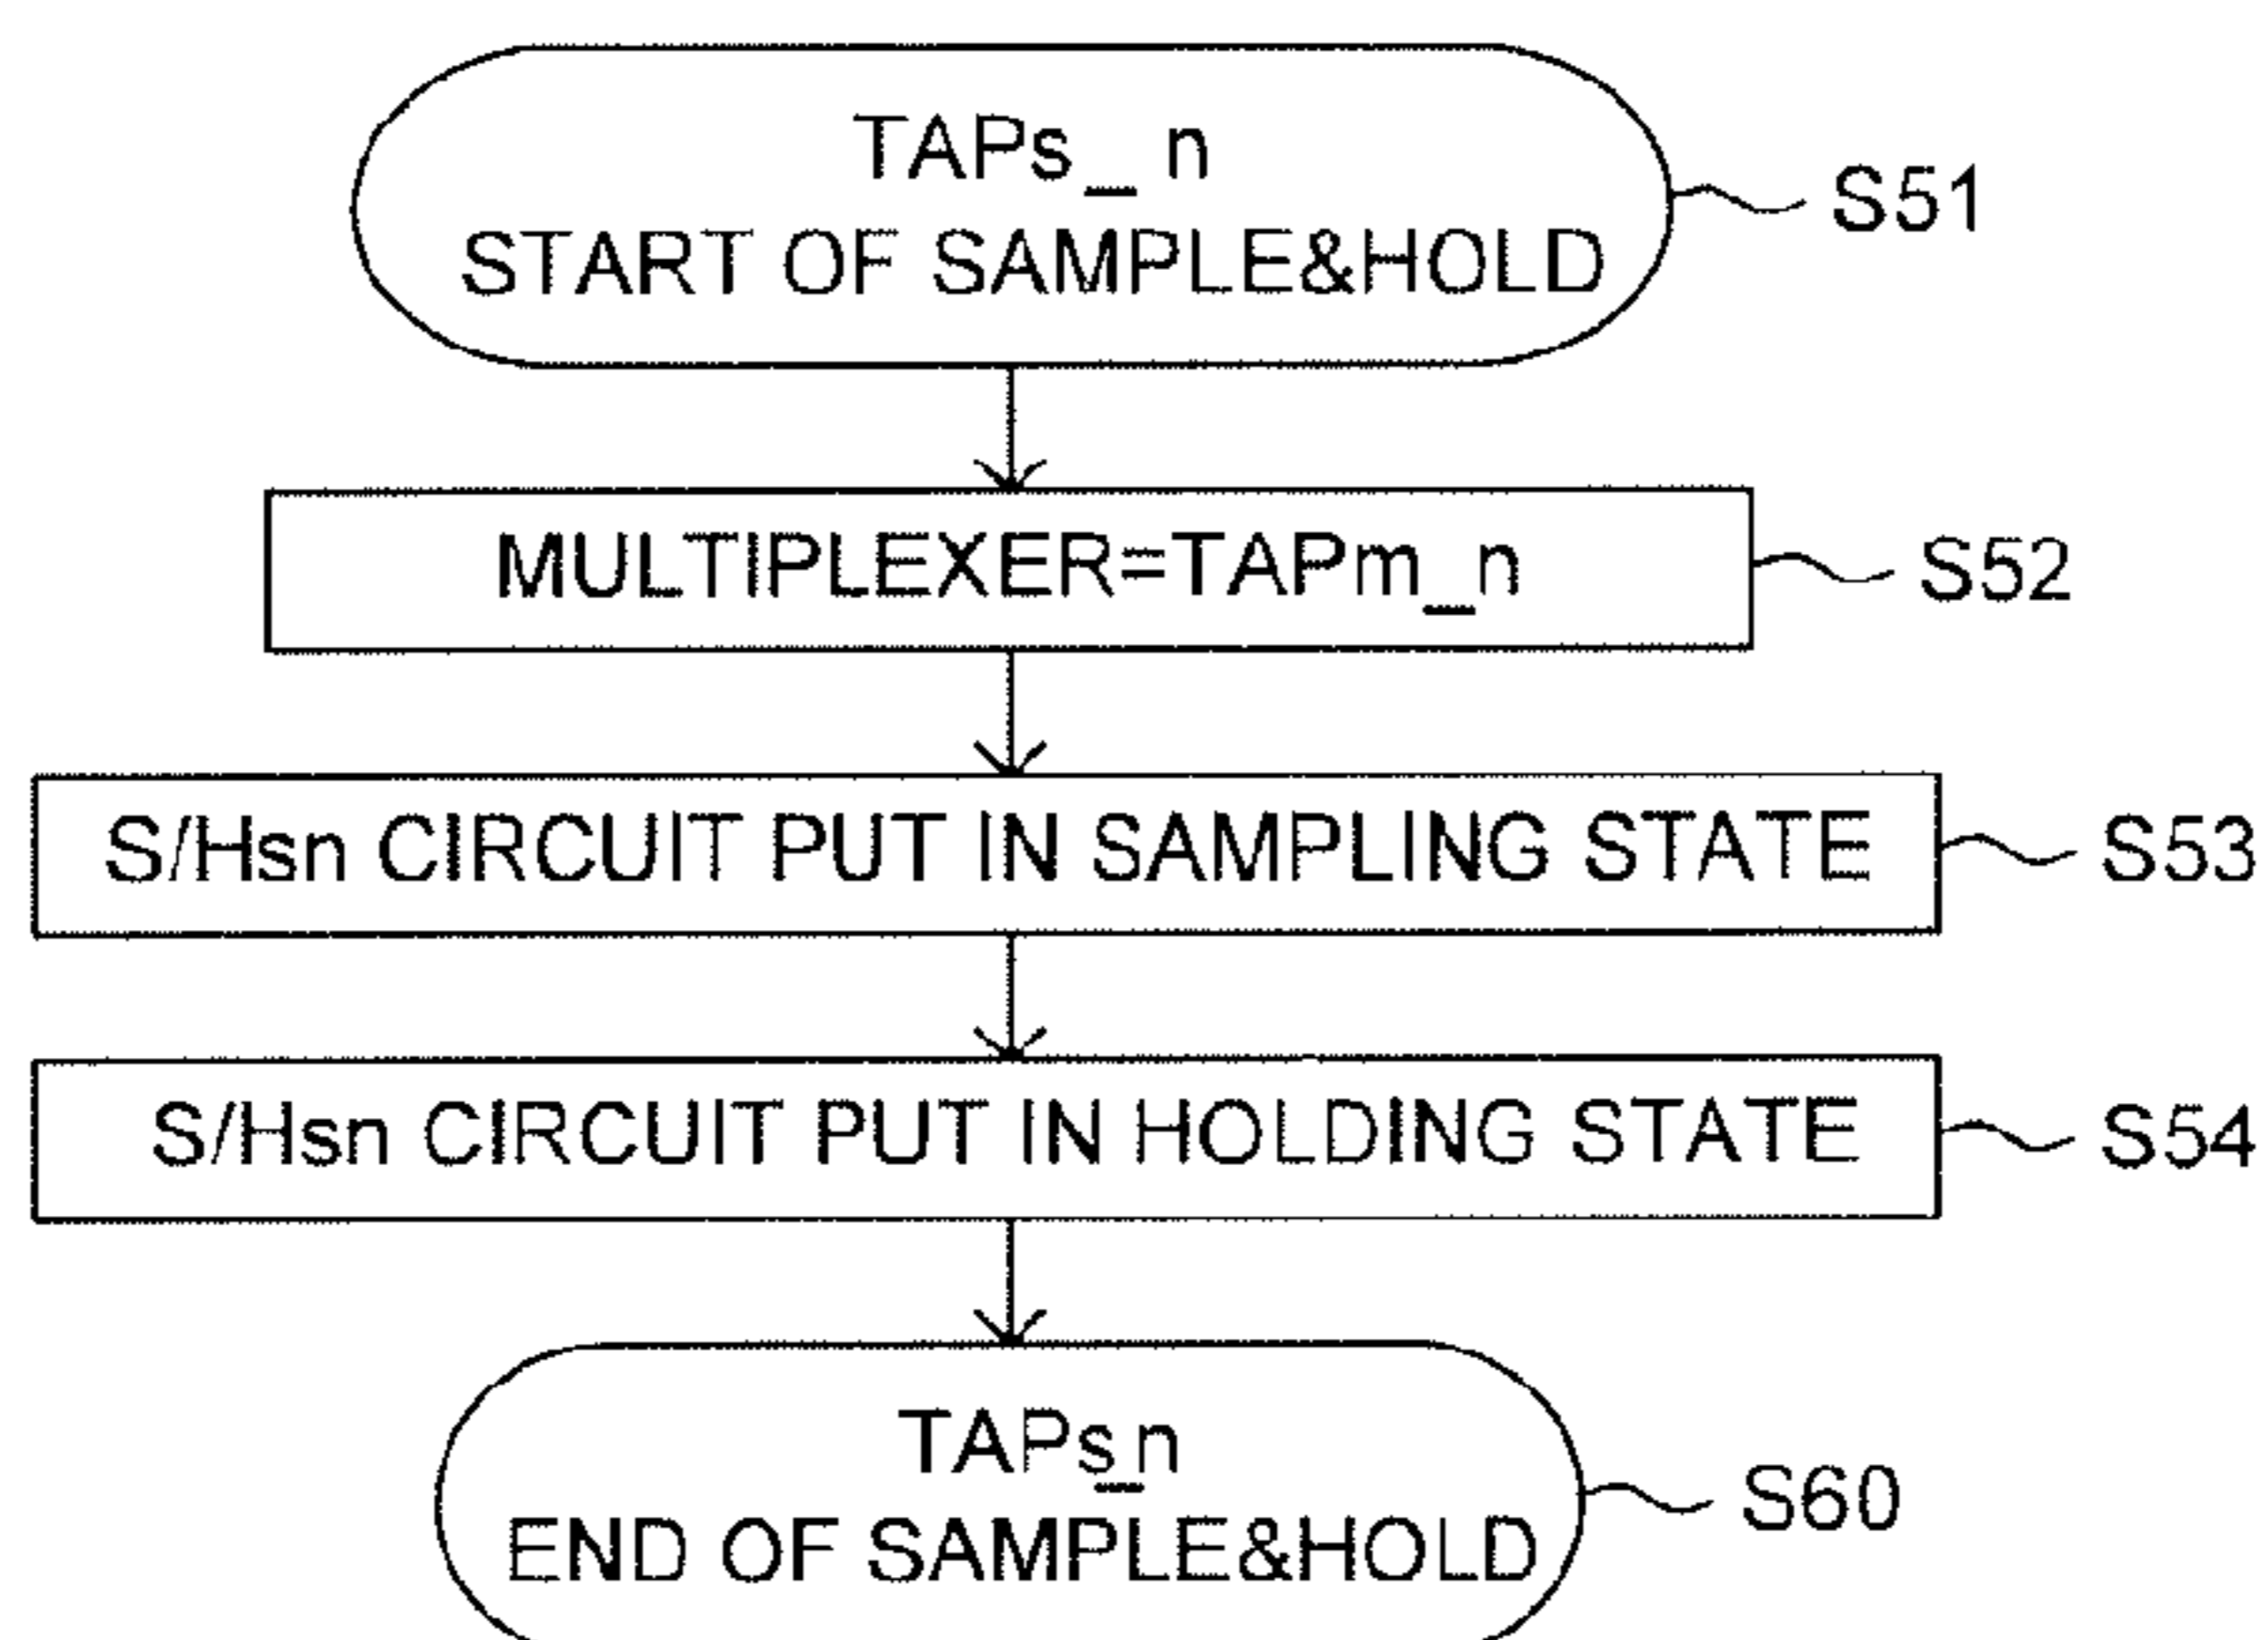 TAPs_n
START OF SAMPLE&HOLD
S51
MULTIPLEXER=TAPm_n
S52
S/Hsn CIRCUIT PUT IN SAMPLING STATE
S53
S/Hsn CIRCUIT PUT IN HOLDING STATE
S54
TAPs_n
END OF SAMPLE&HOLD
S60